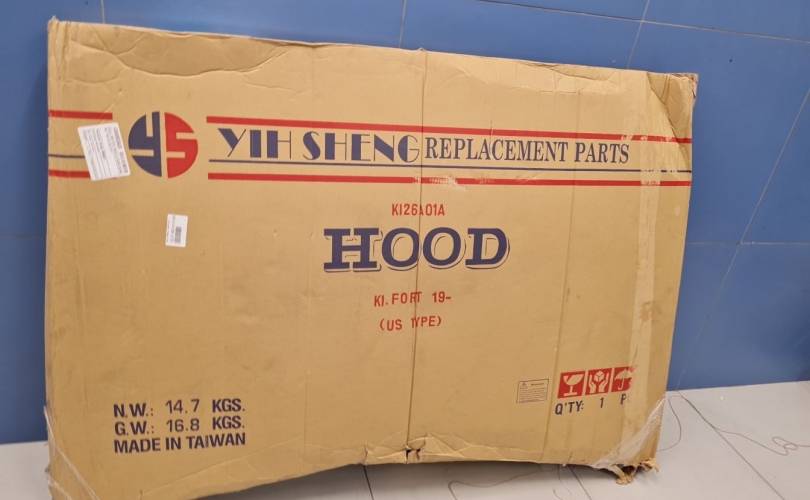 YS YIH SHENG REPLACEMENT PARTS
KI26A01A
HOOD
KI.FORT 19-
(US TYPE)
N.W.: 14.7 KGS.
G.W.: 16.8 KGS.
MADE IN TAIWAN
Q'TY: 1